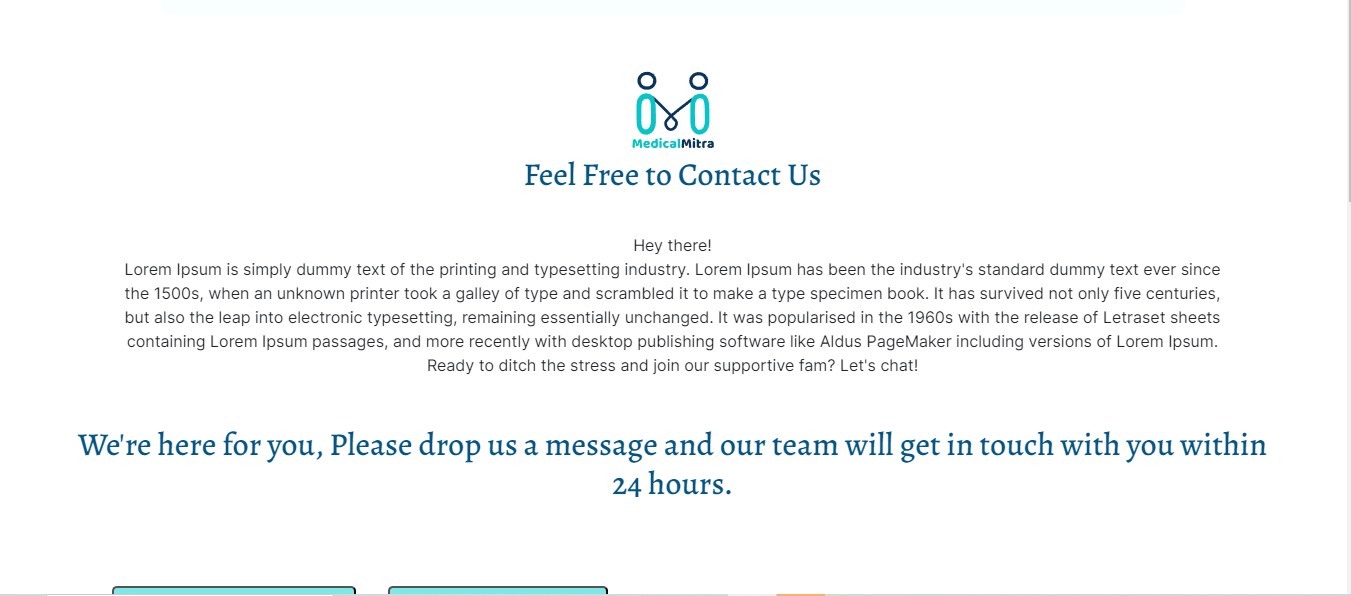 MedicalMitra
Feel Free to Contact Us
Hey there!
Lorem Ipsum is simply dummy text of the printing and typesetting industry. Lorem Ipsum has been the industry's standard dummy text ever since
the 1500s, when an unknown printer took a galley of type and scrambled it to make a type specimen book. It has survived not only five centuries,
but also the leap into electronic typesetting, remaining essentially unchanged. It was popularised in the 1960s with the release of Letraset sheets
containing Lorem Ipsum passages, and more recently with desktop publishing software like Aldus PageMaker including versions of Lorem Ipsum.
Ready to ditch the stress and join our supportive fam? Let's chat!
We're here for you, Please drop us a message and our team will get in touch with you within
24 hours.